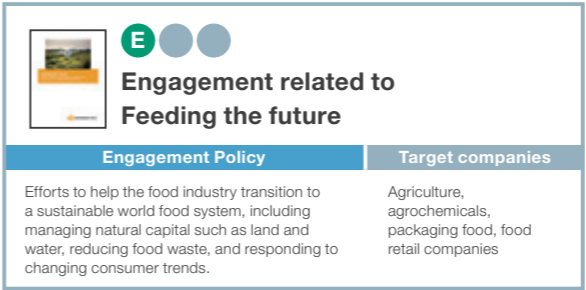 E
Engagement related to
Feeding the future
Engagement Policy
Target companies
Efforts to help the food industry transition to
a sustainable world food system, including
managing natural capital such as land and
water, reducing food waste, and responding to
changing consumer trends.
Agriculture,
agrochemicals,
packaging food, food
retail companies